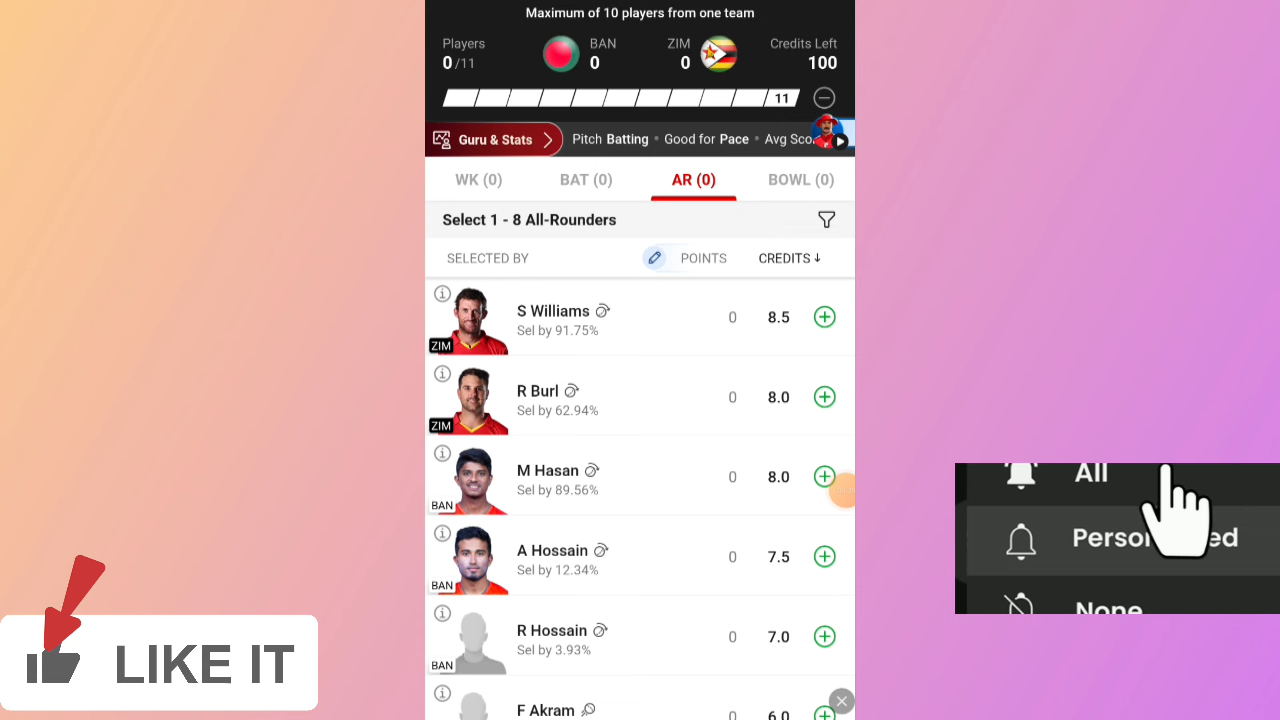 Maximum of 10 players from one team
Players
0/11
BAN
0
ZIM
0
Credits Left
100
11
Guru & Stats
Pitch Batting • Good for Pace • Avg Sco
WK (0)
BAT (0)
AR (0)
BOWL (0)
Select 1 - 8 All-Rounders
SELECTED BY
POINTS
CREDITS ↓
S Williams
Sel by 91.75%
ZIM
0
8.5
R Burl
Sel by 62.94%
ZIM
0
8.0
M Hasan
Sel by 89.56%
BAN
0
8.0
A Hossain
Sel by 12.34%
BAN
0
7.5
R Hossain
Sel by 3.93%
BAN
0
7.0
F Akram
0
6.0
All
None
LIKE IT